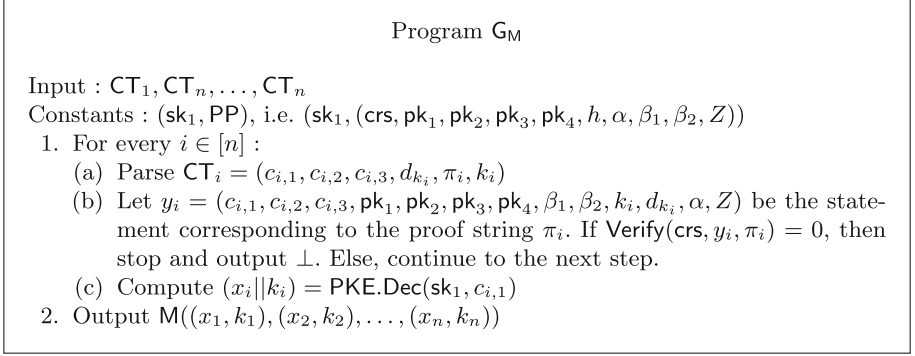 Program G_M
Input : CT_1, CT_n, . . . , CT_n
Constants : (sk_1, PP), i.e. (sk_1, (crs, pk_1, pk_2, pk_3, pk_4, h, α, β_1, β_2, Z))
1. For every i ∈ [n] :
(a) Parse CT_i = (c_{i,1}, c_{i,2}, c_{i,3}, d_{k_i}, π_i, k_i)
(b) Let y_i = (c_{i,1}, c_{i,2}, c_{i,3}, pk_1, pk_2, pk_3, pk_4, β_1, β_2, k_i, d_{k_i}, α, Z) be the state-
ment corresponding to the proof string π_i. If Verify(crs, y_i, π_i) = 0, then
stop and output ⊥. Else, continue to the next step.
(c) Compute (x_i||k_i) = PKE.Dec(sk_1, c_{i,1})
2. Output M((x_1, k_1), (x_2, k_2), . . . , (x_n, k_n))